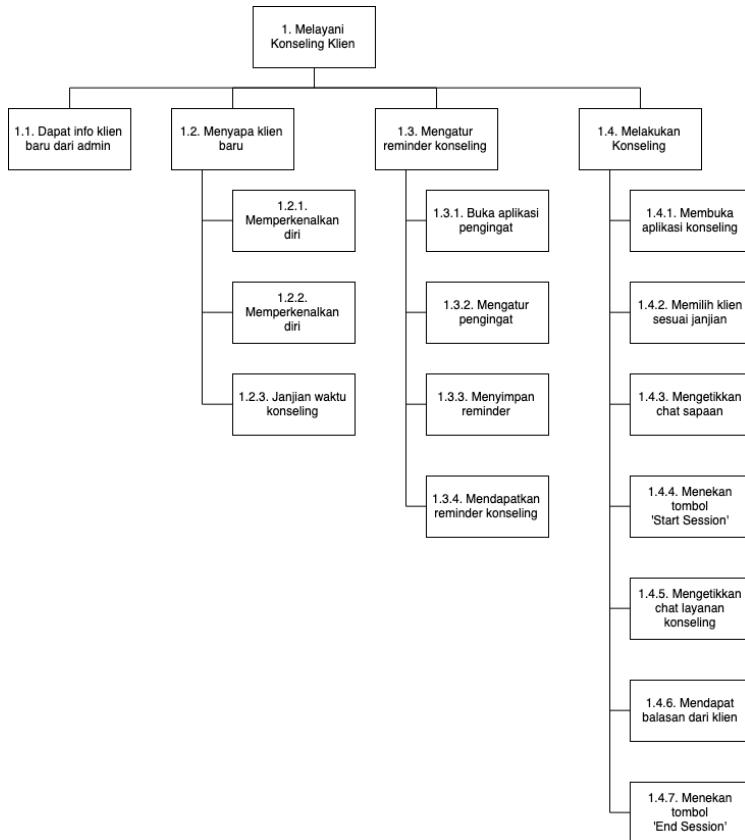 1. Melayani
Konseling Klien
1.1. Dapat info klien
baru dari admin
1.2. Menyapa klien
baru
1.3. Mengatur
reminder konseling
1.4. Melakukan
Konseling
1.2.1.
Memperkenalkan
diri
1.2.2.
Memperkenalkan
diri
1.2.3. Janjian waktu
konseling
1.3.1. Buka aplikasi
pengingat
1.3.2. Mengatur
pengingat
1.3.3. Menyimpan
reminder
1.3.4. Mendapatkan
reminder konseling
1.4.1. Membuka
aplikasi konseling
1.4.2. Memilih klien
sesuai janjian
1.4.3. Mengetikkan
chat sapaan
1.4.4. Menekan
tombol
'Start Session'
1.4.5. Mengetikkan
chat layanan
konseling
1.4.6. Mendapat
balasan dari klien
1.4.7. Menekan
tombol
'End Session'